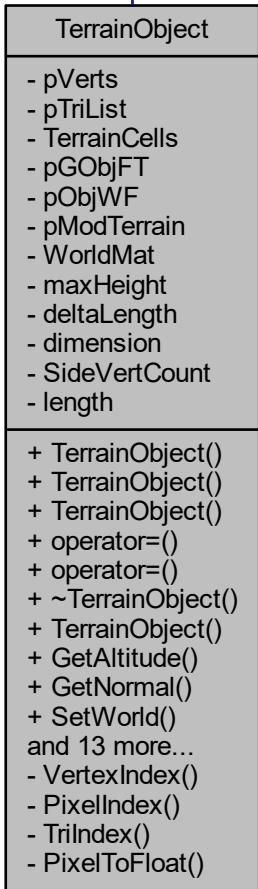 TerrainObject
- pVerts
- pTriList
- TerrainCells
- pGObjFT
- pObjWF
- pModTerrain
- WorldMat
- maxHeight
- deltaLength
- dimension
- SideVertCount
- length
+ TerrainObject()
+ TerrainObject()
+ TerrainObject()
+ operator=()
+ operator=()
+ ~TerrainObject()
+ TerrainObject()
+ GetAltitude()
+ GetNormal()
+ SetWorld()
and 13 more...
- VertexIndex()
- PixelIndex()
- TriIndex()
- PixelToFloat()